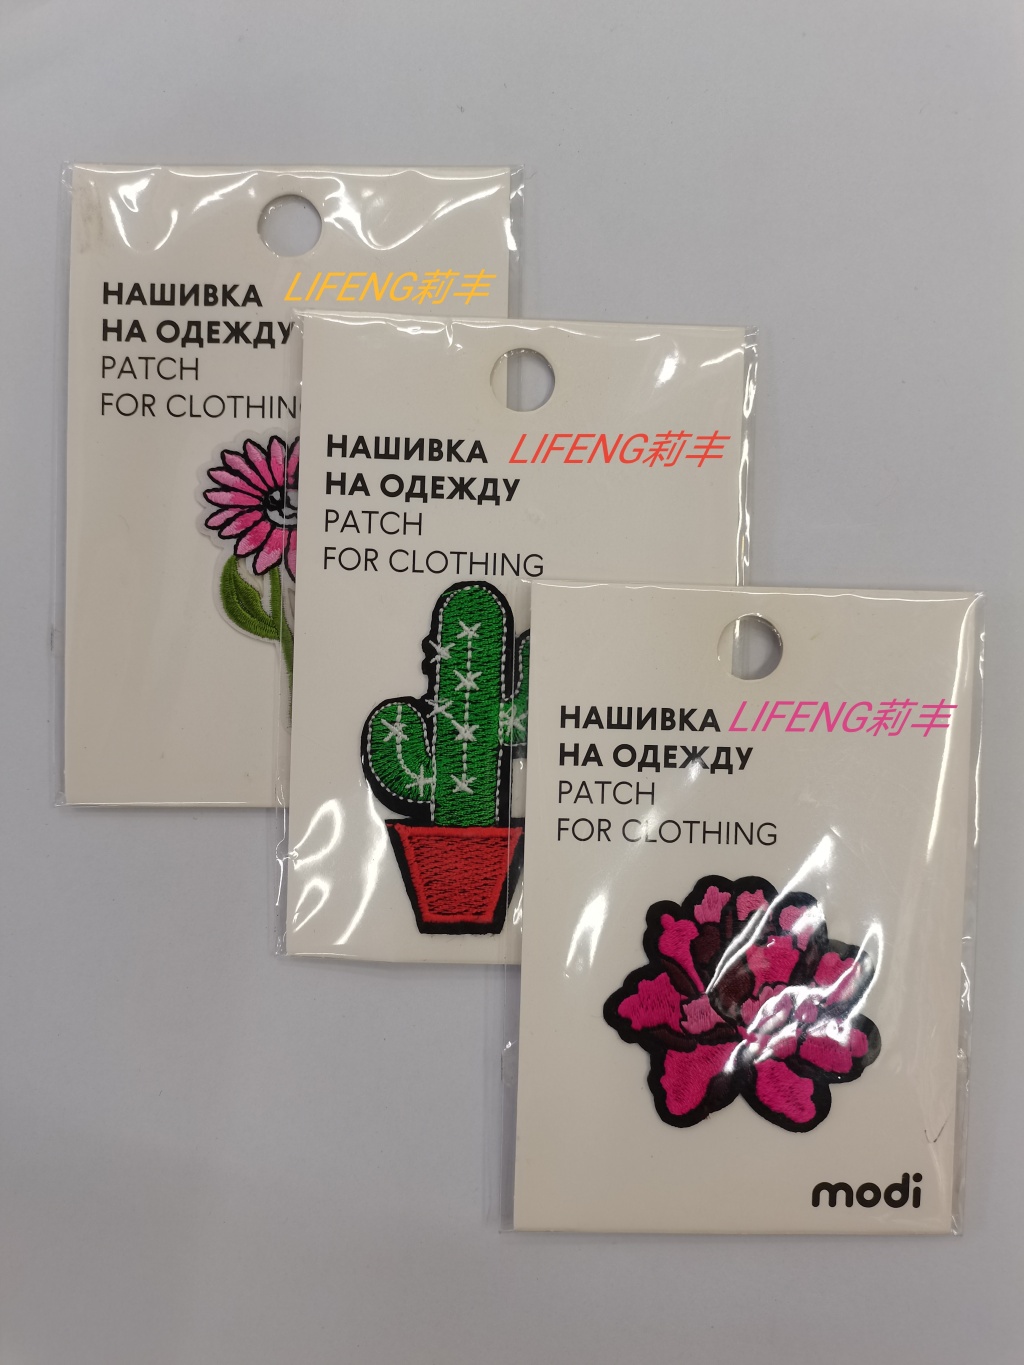 НАШИВКА LIFENG莉丰
НА ОДЕЖДУ
PATCH
FOR CLOTHIN
НАШИВКА LIFENG莉丰
НА ОДЕЖДУ
PATCH
FOR CLOTHING
НАШИВКА LIFENG莉丰
НА ОДЕЖДУ
PATCH
FOR CLOTHING
modi